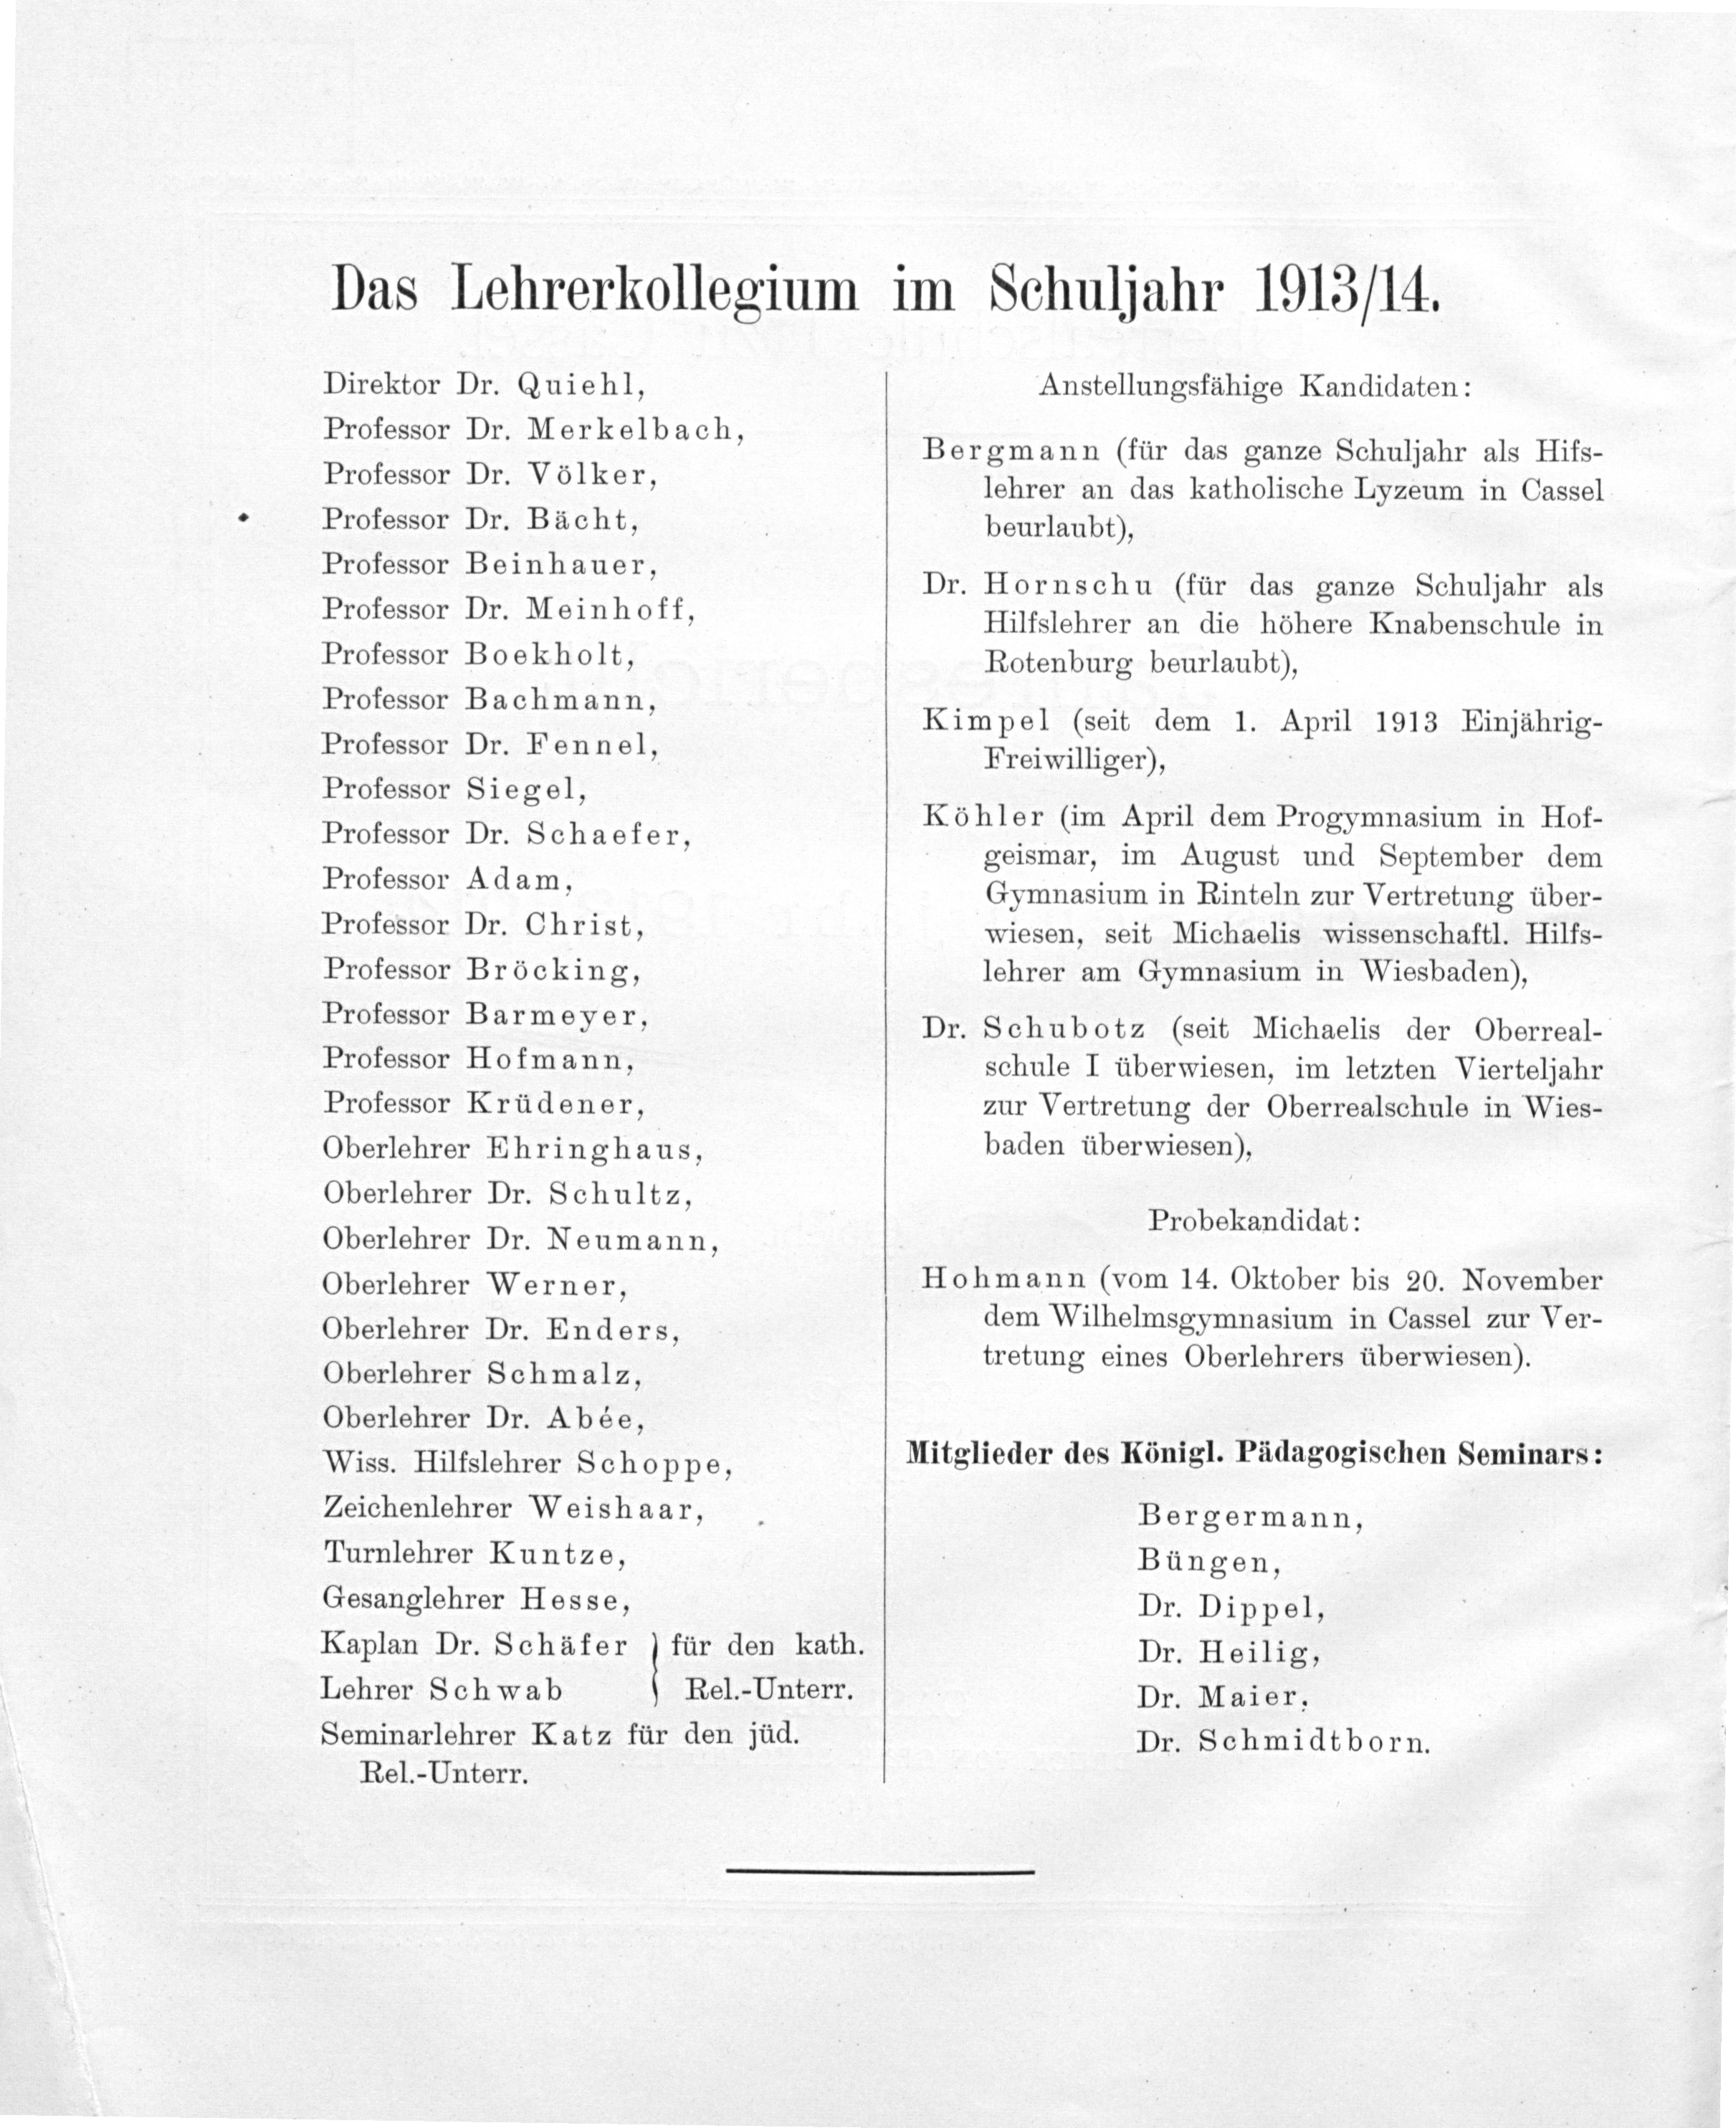 Das Lehrerkollegium im Schuljahr 1913/14.
Direktor Dr. Quiehl,
Professor Dr. Merkelbach,
Professor Dr. Völker,
Professor Dr. Bächt,
Professor Beinhauer,
Professor Dr. Meinhoff,
Professor Boekholt,
Professor Bachmann,
Professor Dr. Fennel,
Professor Siegel,
Professor Dr. Schaefer,
Professor Adam,
Professor Dr. Christ,
Professor Bröcking,
Professor Barmeyer,
Professor Hofmann,
Professor Krüdener,
Oberlehrer Ehringhaus,
Oberlehrer Dr. Schultz,
Oberlehrer Dr. Neumann,
Oberlehrer Werner,
Oberlehrer Dr. Enders,
Oberlehrer Schmalz,
Oberlehrer Dr. Abée,
Wiss. Hilfslehrer Schoppe,
Zeichenlehrer Weishaar,
Turnlehrer Kuntze,
Gesanglehrer Hesse,
Kaplan Dr. Schäfer } für den kath.
Lehrer Schwab } Rel.-Unterr.
Seminarlehrer Katz für den jüd.
Rel.-Unterr.
Anstellungsfähige Kandidaten:
Bergmann (für das ganze Schuljahr als Hifs-
lehrer an das katholische Lyzeum in Cassel
beurlaubt),
Dr. Hornschu (für das ganze Schuljahr als
Hilfslehrer an die höhere Knabenschule in
Rotenburg beurlaubt),
Kimpel (seit dem 1. April 1913 Einjährig-
Freiwilliger),
Köhler (im April dem Progymnasium in Hof-
geismar, im August und September dem
Gymnasium in Rinteln zur Vertretung über-
wiesen, seit Michaelis wissenschaftl. Hilfs-
lehrer am Gymnasium in Wiesbaden),
Dr. Schubotz (seit Michaelis der Oberreal-
schule I überwiesen, im letzten Vierteljahr
zur Vertretung der Oberrealschule in Wies-
baden überwiesen),
Probekandidat:
Hohmann (vom 14. Oktober bis 20. November
dem Wilhelmsgymnasium in Cassel zur Ver-
tretung eines Oberlehrers überwiesen).
Mitglieder des Königl. Pädagogischen Seminars:
Bergermann,
Büngen,
Dr. Dippel,
Dr. Heilig,
Dr. Maier,
Dr. Schmidtborn.